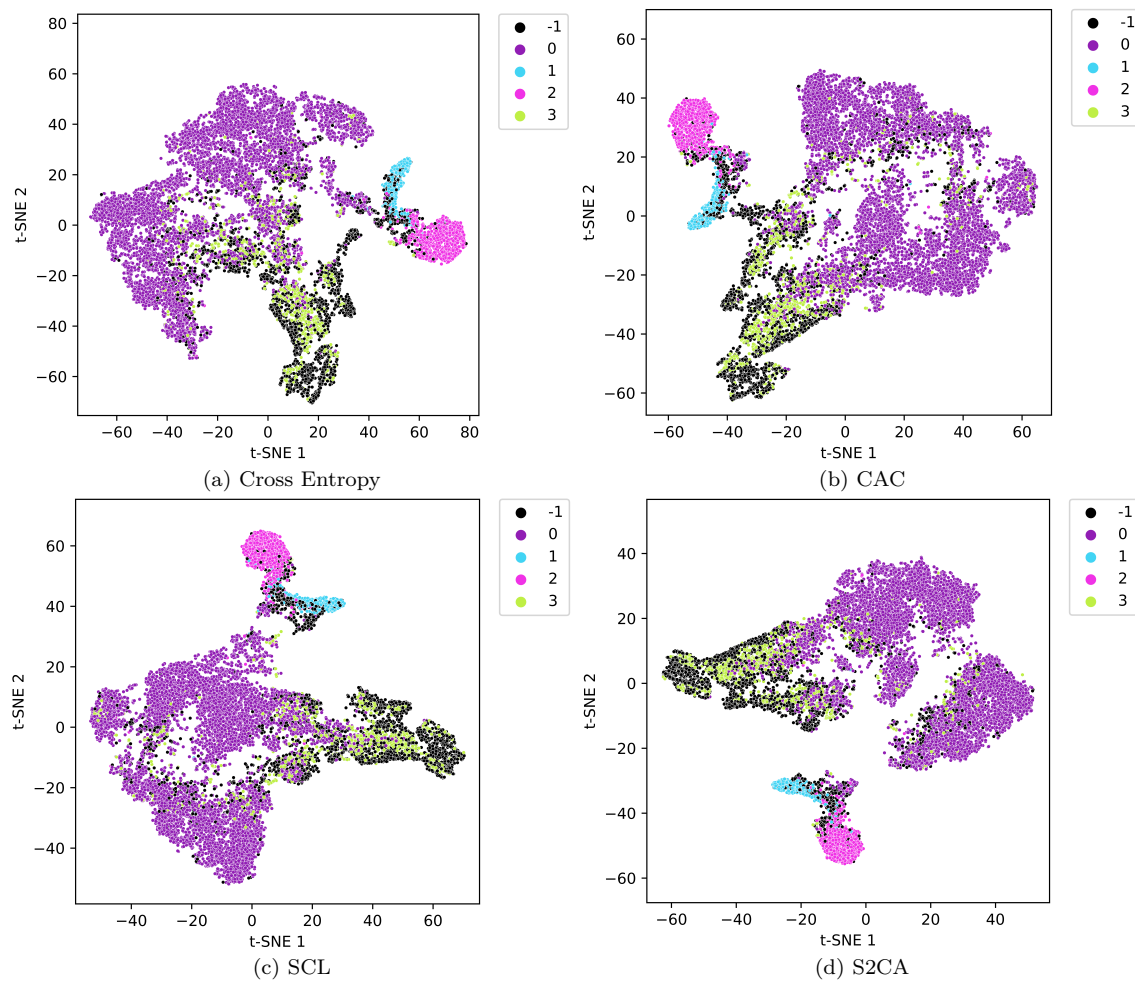 80
60
40
20
0
−20
−40
−60
t-SNE 2
−60 −40 −20 0 20 40 60 80
t-SNE 1
-1
0
1
2
3
(a) Cross Entropy
60
40
20
0
−20
−40
−60
t-SNE 2
−60 −40 −20 0 20 40 60
t-SNE 1
-1
0
1
2
3
(b) CAC
60
40
20
0
−20
−40
t-SNE 2
−40 −20 0 20 40 60
t-SNE 1
-1
0
1
2
3
(c) SCL
40
20
0
−20
−40
−60
t-SNE 2
−60 −40 −20 0 20 40
t-SNE 1
-1
0
1
2
3
(d) S2CA